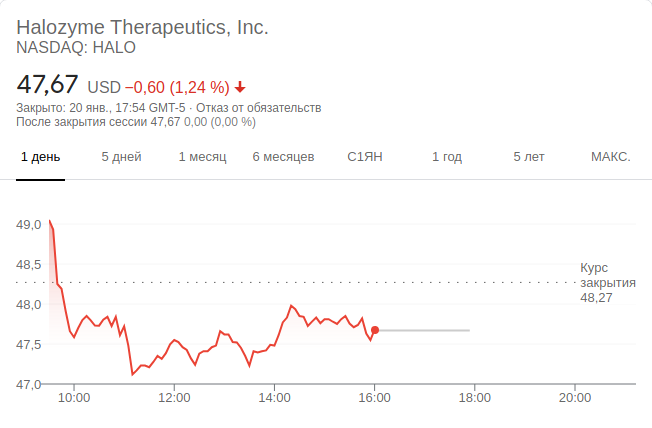 Halozyme Therapeutics, Inc.
NASDAQ: HALO
47,67 USD −0,60 (1,24 %)
Закрыто: 20 янв., 17:54 GMT-5 · Отказ от обязательств
После закрытия сессии 47,67 0,00 (0,00 %)
1 день 5 дней 1 месяц 6 месяцев С1ЯН 1 год 5 лет МАКС.
49,0
48,5
Курс
закрытия
48,27
48,0
47,5
47,0
10:00 12:00 14:00 16:00 18:00 20:00